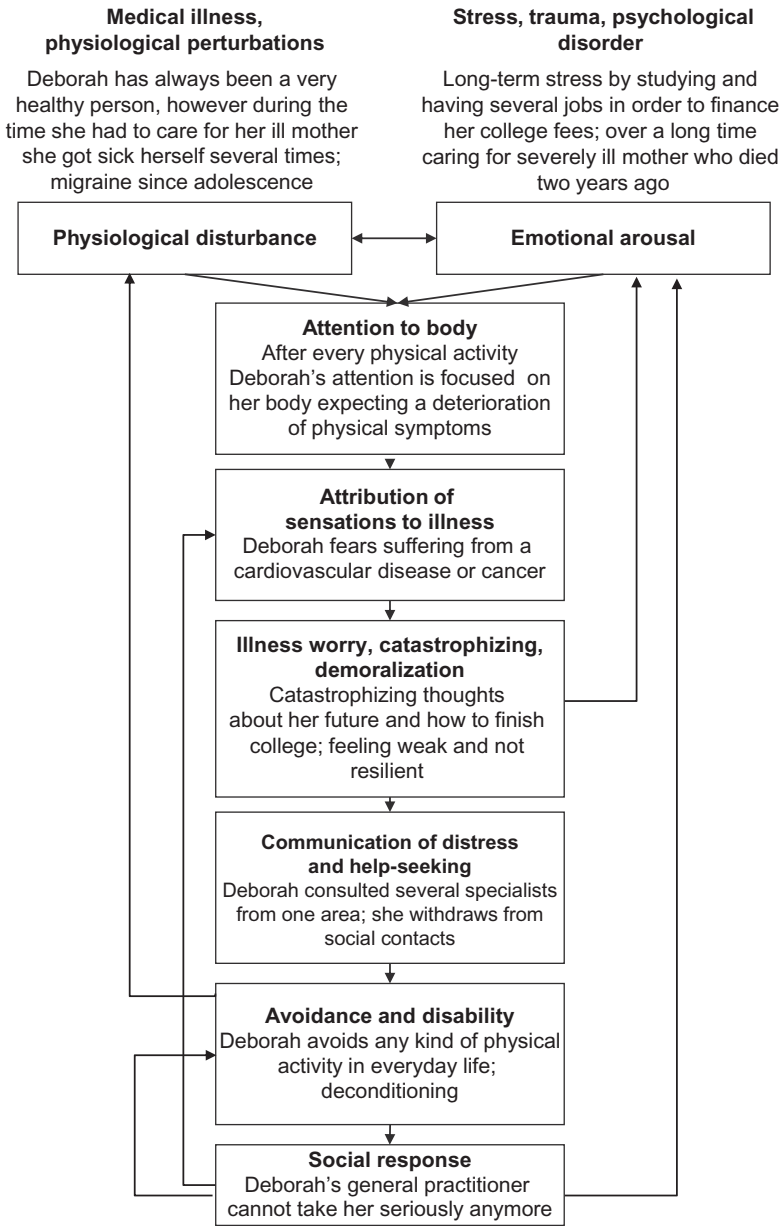 Medical illness,
physiological perturbations
Deborah has always been a very
healthy person, however during the
time she had to care for her ill mother
she got sick herself several times;
migraine since adolescence
Stress, trauma, psychological
disorder
Long-term stress by studying and
having several jobs in order to finance
her college fees; over a long time
caring for severely ill mother who died
two years ago
Physiological disturbance
Emotional arousal
Attention to body
After every physical activity
Deborah's attention is focused on
her body expecting a deterioration
of physical symptoms
Attribution of
sensations to illness
Deborah fears suffering from a
cardiovascular disease or cancer
Illness worry, catastrophizing,
demoralization
Catastrophizing thoughts
about her future and how to finish
college; feeling weak and not
resilient
Communication of distress
and help-seeking
Deborah consulted several specialists
from one area; she withdraws from
social contacts
Avoidance and disability
Deborah avoids any kind of physical
activity in everyday life;
deconditioning
Social response
Deborah's general practitioner
cannot take her seriously anymore